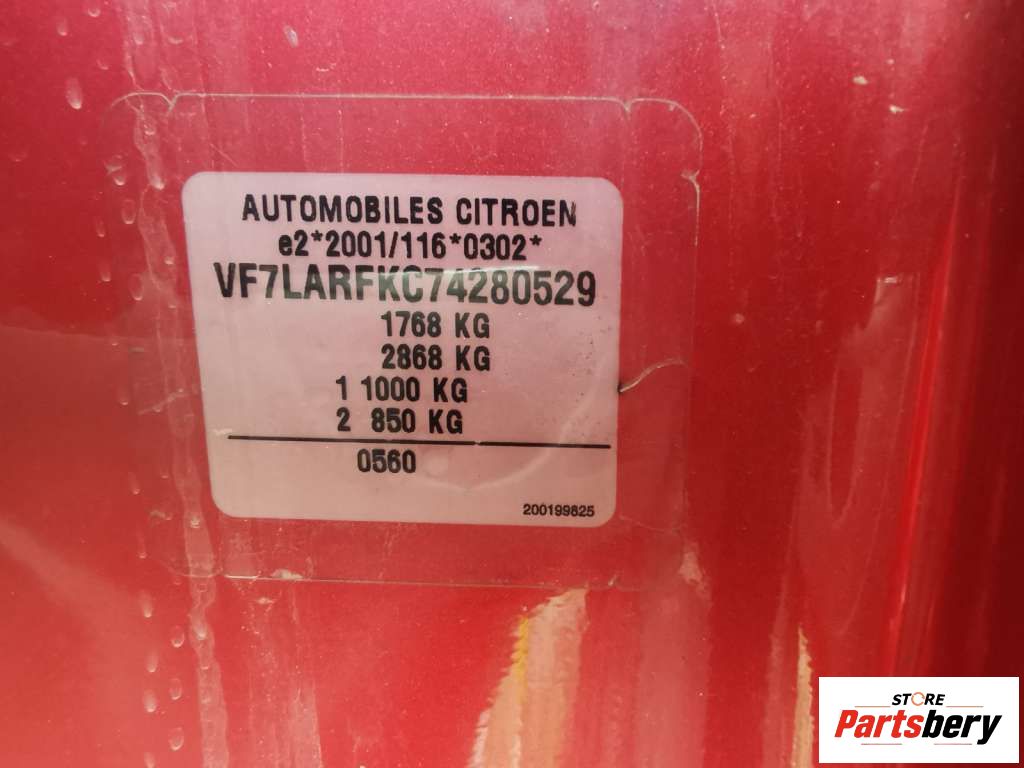 AUTOMOBILES CITROEN
e2*2001/116*0302*
VF7LARFKC74280529
1768 KG
2868 KG
1 1000 KG
2 850 KG
0560
200199825
STORE
Partsbery